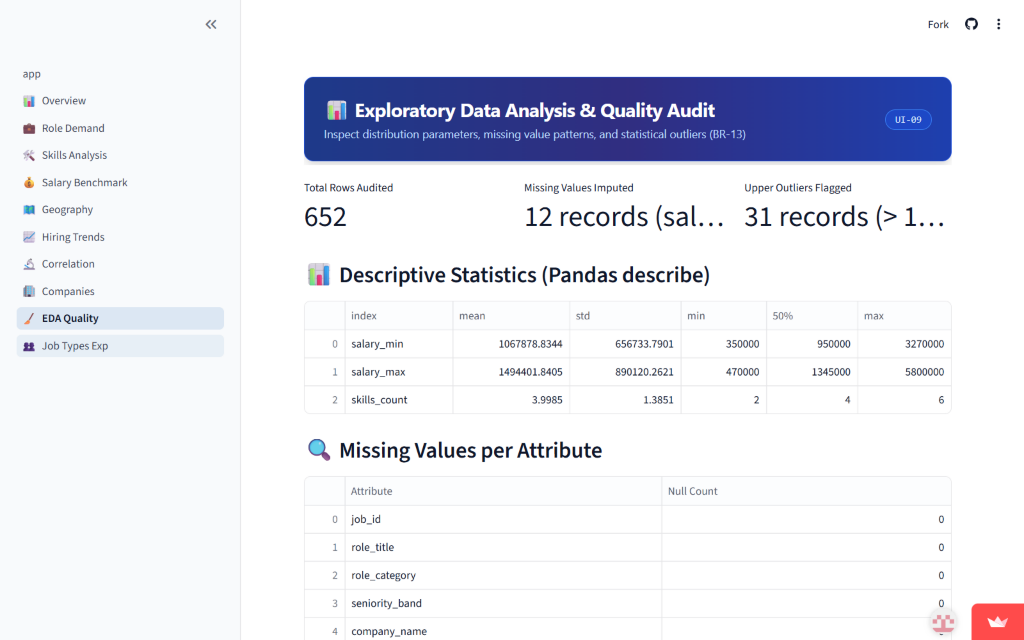 Fork
app
Overview
Role Demand
Skills Analysis
Salary Benchmark
Geography
Hiring Trends
Correlation
Companies
EDA Quality
Job Types Exp
Exploratory Data Analysis & Quality Audit
Inspect distribution parameters, missing value patterns, and statistical outliers (BR-13)
UI-09
Total Rows Audited
652
Missing Values Imputed
12 records (sal…
Upper Outliers Flagged
31 records (> 1…
Descriptive Statistics (Pandas describe)
index mean std min 50% max
0 salary_min 1067878.8344 656733.7901 350000 950000 3270000
1 salary_max 1494401.8405 890120.2621 470000 1345000 5800000
2 skills_count 3.9985 1.3851 2 4 6
Missing Values per Attribute
Attribute Null Count
0 job_id 0
1 role_title 0
2 role_category 0
3 seniority_band 0
4 company_name